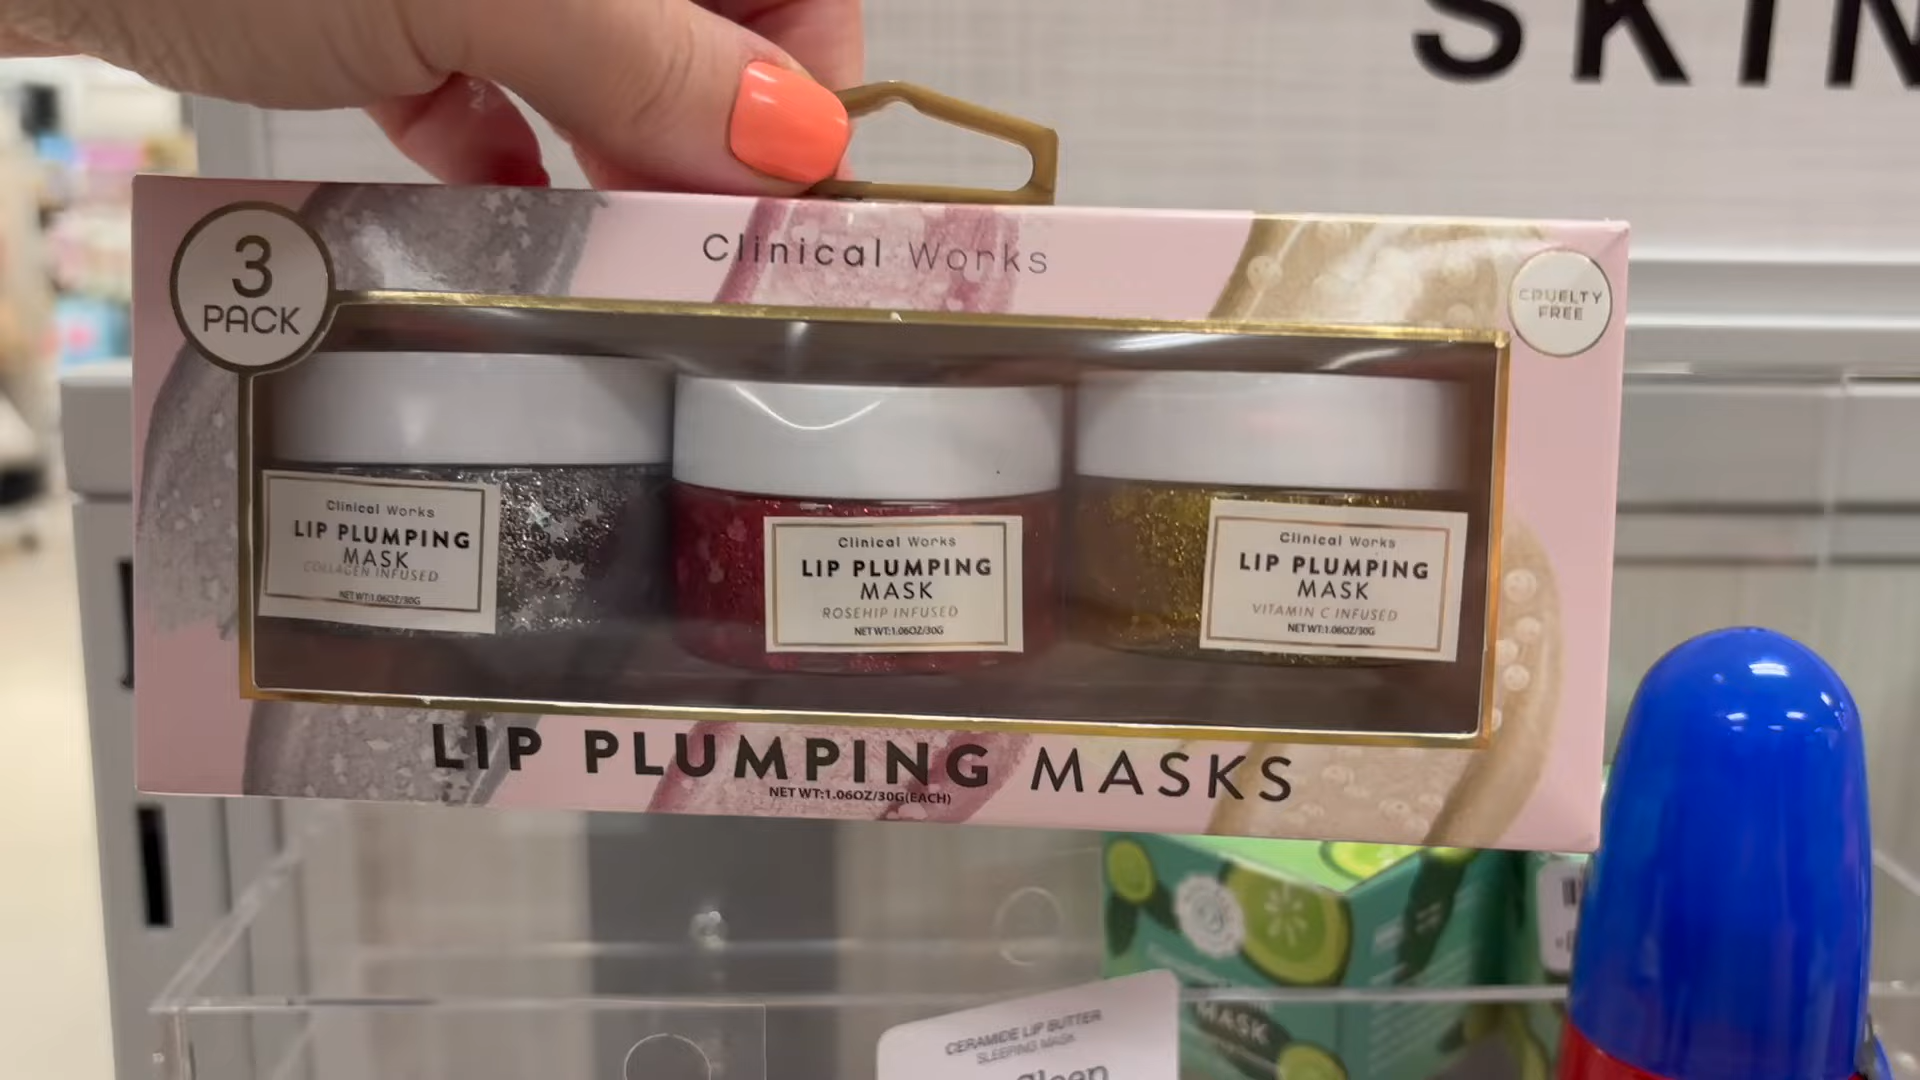 SKIN
3
PACK
Clinical Works
CRUELTY
FREE
Clinical Works
LIP PLUMPING
MASK
COLLAGEN INFUSED
NET WT:1.06OZ/30G
Clinical Works
LIP PLUMPING
MASK
ROSEHIP INFUSED
NET WT:1.06OZ/30G
Clinical Works
LIP PLUMPING
MASK
VITAMIN C INFUSED
NET WT:1.06OZ/30G
LIP PLUMPING MASKS
NET WT:1.06OZ/30G(EACH)
MASK
CERAMIDE LIP BUTTER
SLEEPING MASK